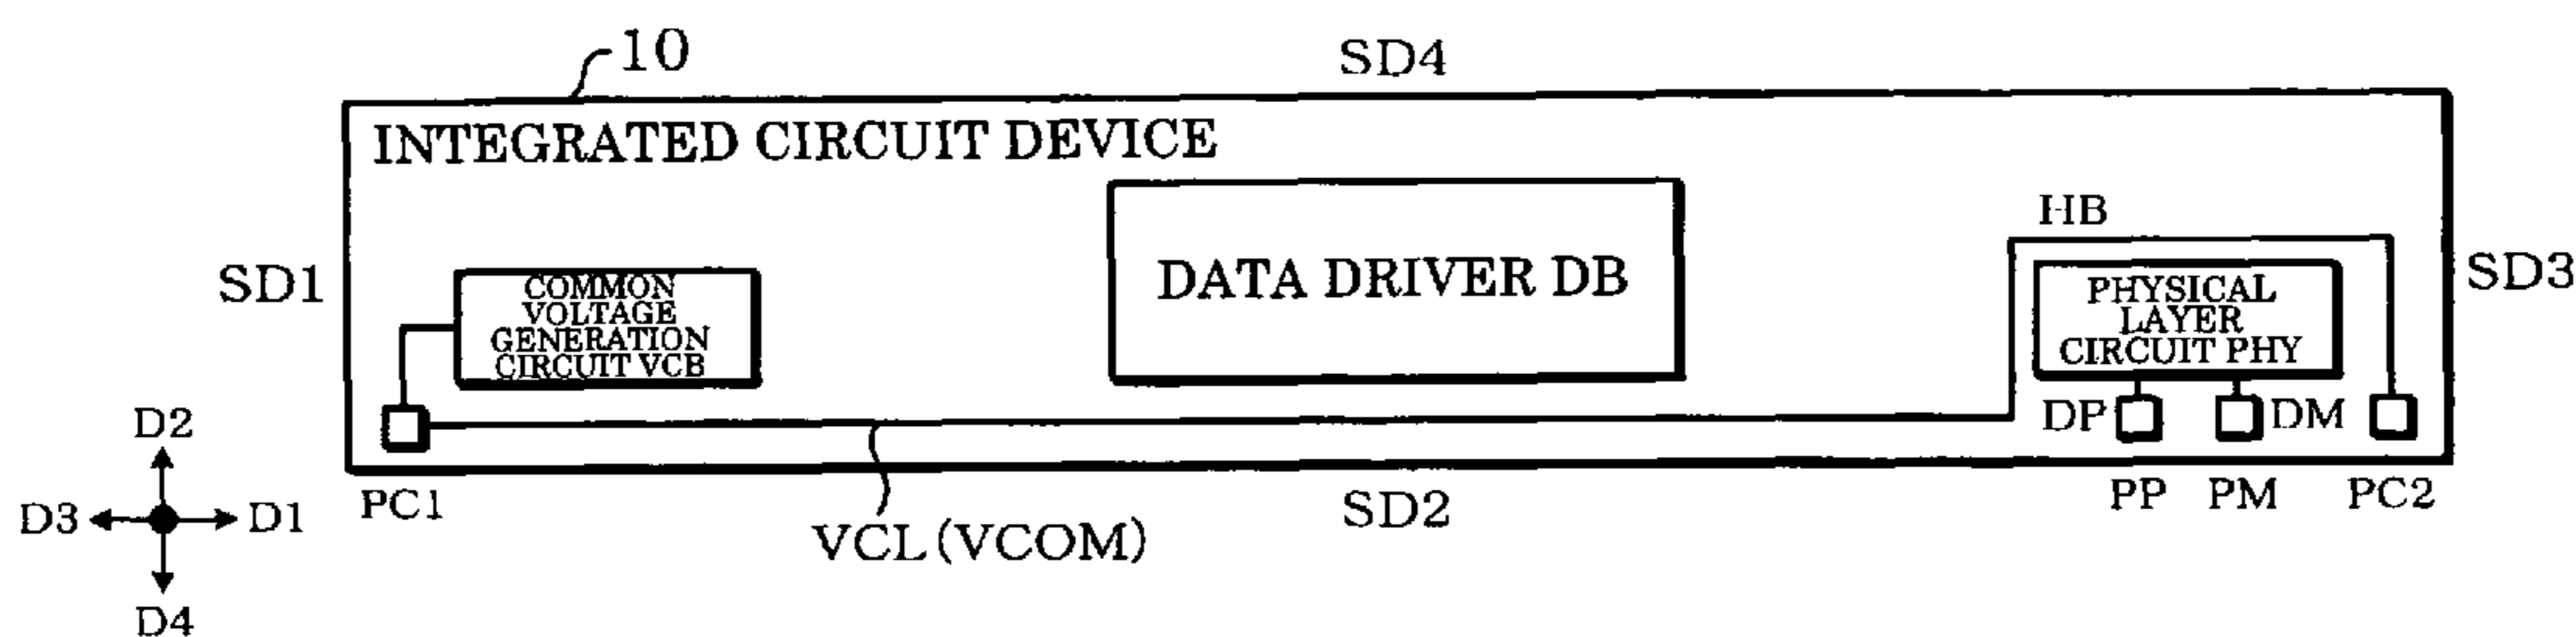 10
SD4
INTEGRATED CIRCUIT DEVICE
HB
SD1
COMMON
VOLTAGE
GENERATION
CIRCUIT VCB
DATA DRIVER DB
PHYSICAL
LAYER
CIRCUIT PHY
SD3
DP
DM
D2
D3
D1
D4
PC1
VCL(VCOM)
SD2
PP
PM
PC2